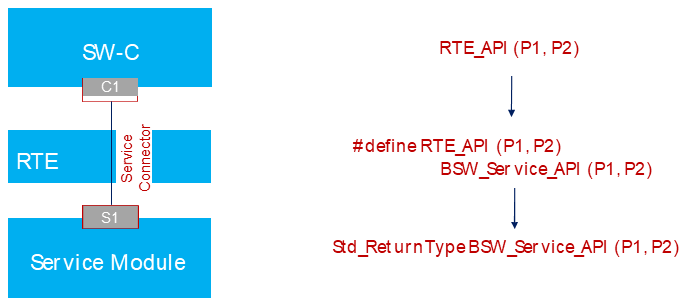 SW-C
C1
RTE
Service
Connector
S1
Service Module
RTE_API (P1, P2)
#define RTE_API (P1, P2)
BSW_Service_API (P1, P2)
Std_ReturnType BSW_Service_API (P1, P2)